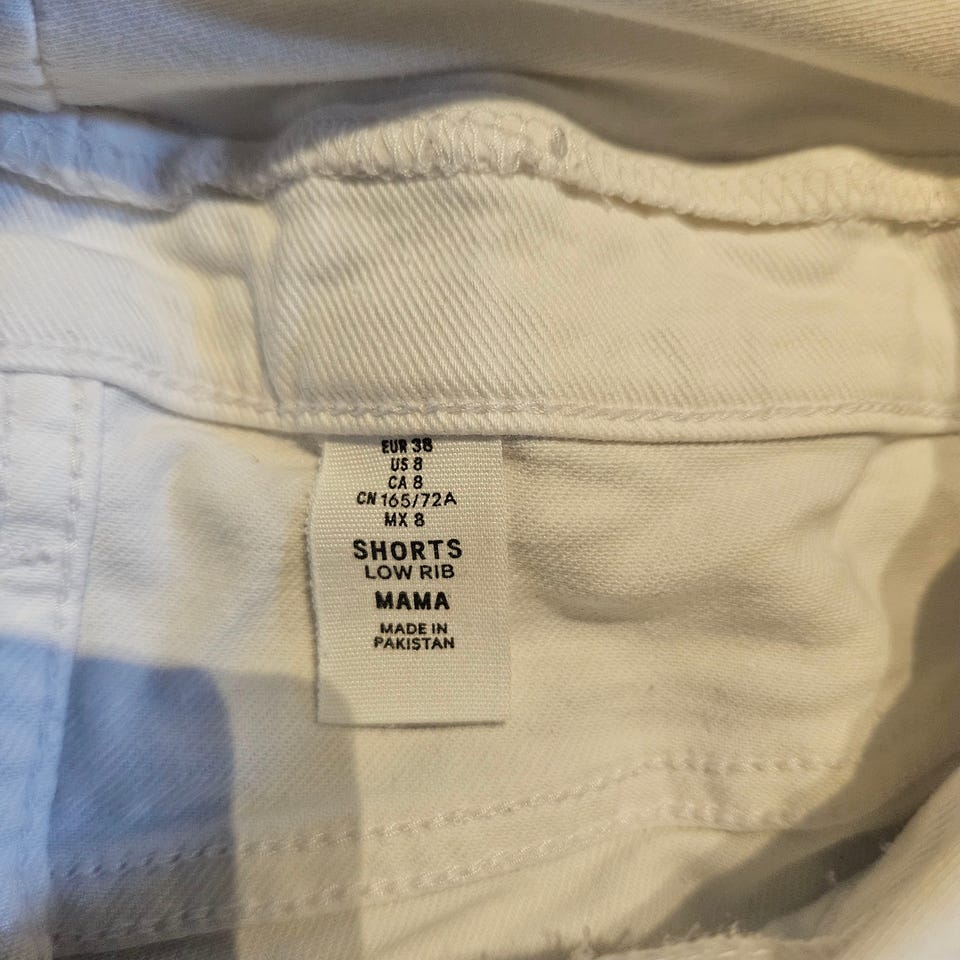 EUR 38
US 8
CA 8
CN 165/72A
MX 8
SHORTS
LOW RIB
MAMA
MADE IN
PAKISTAN